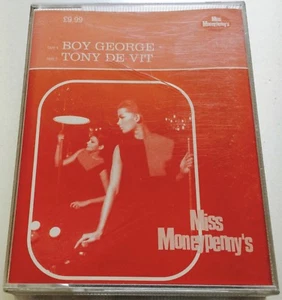 £9.99
Miss
Moneypenny's
BOY GEORGE
TONY DE VIT
Miss
Moneypenny's